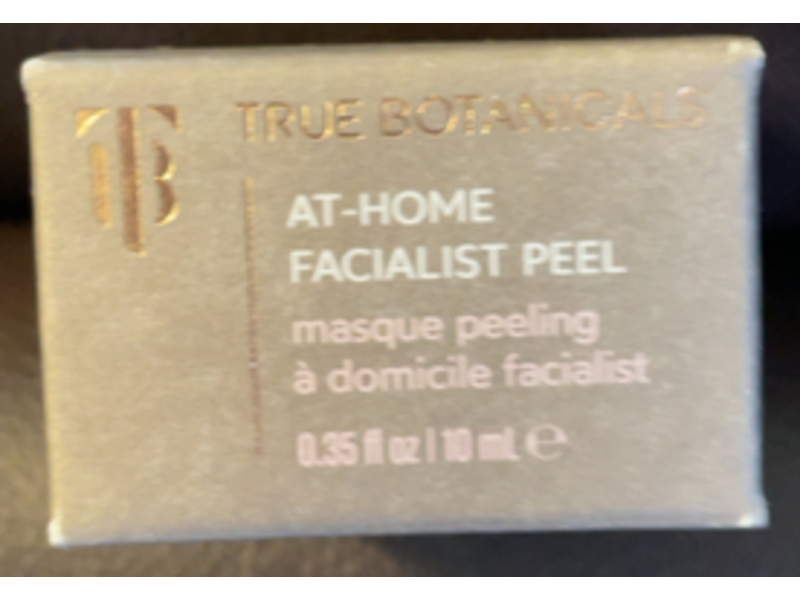 TB
TRUE BOTANICALS
AT-HOME
FACIALIST PEEL
masque peeling
à domicile facialist
0.35 fl oz | 10 mL ℮